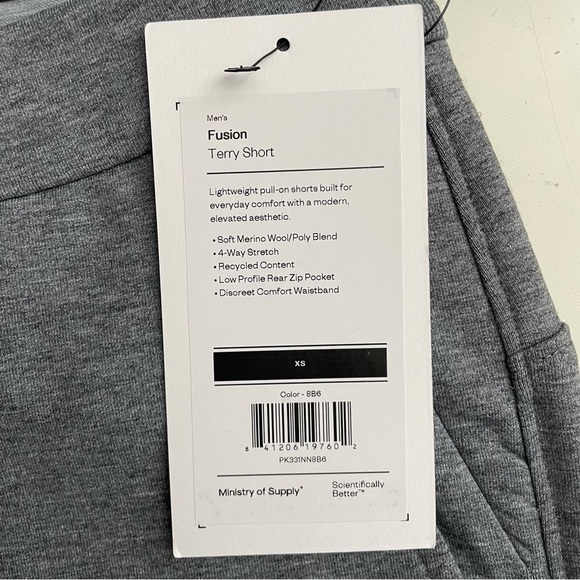 Men's
Fusion
Terry Short
Lightweight pull-on shorts built for
everyday comfort with a modern,
elevated aesthetic.
• Soft Merino Wool/Poly Blend
• 4-Way Stretch
• Recycled Content
• Low Profile Rear Zip Pocket
• Discreet Comfort Waistband
XS
Color - 8B6
8 41206 19760 2
PK331NN8B6
Ministry of Supply®
Scientifically
Better™